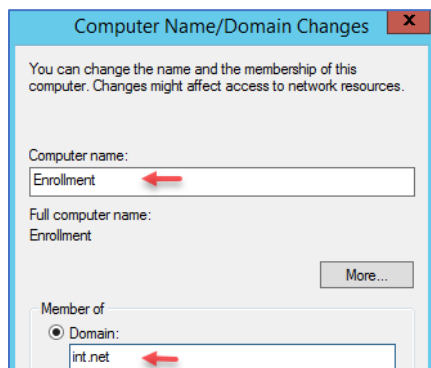 Computer Name/Domain Changes
x
You can change the name and the membership of this
computer. Changes might affect access to network resources.
Computer name:
Enrollment
Full computer name:
Enrollment
More...
Member of
Domain:
int.net